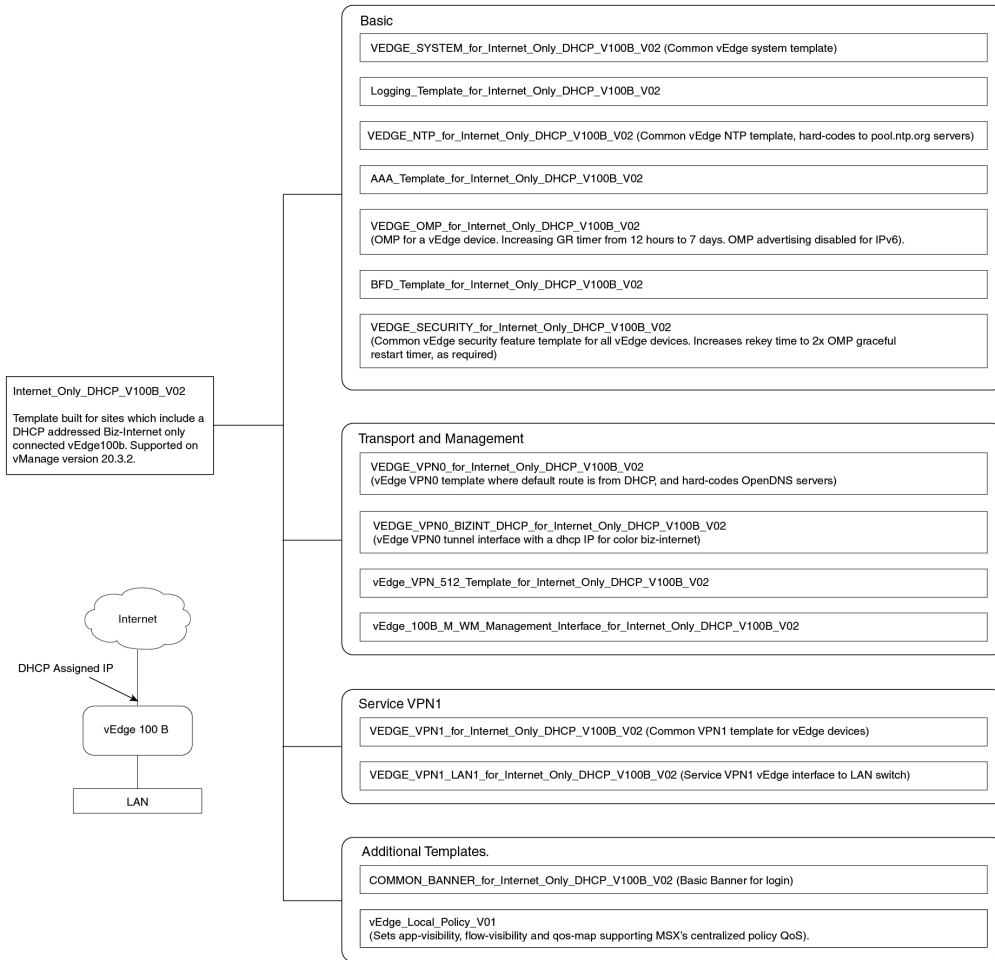 Basic
VEDGE_SYSTEM_for_Internet_Only_DHCP_V100B_V02 (Common vEdge system template)
Logging_Template_for_Internet_Only_DHCP_V100B_V02
VEDGE_NTP_for_Internet_Only_DHCP_V100B_V02 (Common vEdge NTP template, hard-codes to pool.ntp.org servers)
AAA_Template_for_Internet_Only_DHCP_V100B_V02
VEDGE_OMP_for_Internet_Only_DHCP_V100B_V02
(OMP for a vEdge device. Increasing GR timer from 12 hours to 7 days. OMP advertising disabled for IPv6).
BFD_Template_for_Internet_Only_DHCP_V100B_V02
VEDGE_SECURITY_for_Internet_Only_DHCP_V100B_V02
(Common vEdge security feature template for all vEdge devices. Increases rekey time to 2x OMP graceful
restart timer, as required)
Internet_Only_DHCP_V100B_V02
Template built for sites which include a
DHCP addressed Biz-Internet only
connected vEdge100b. Supported on
vManage version 20.3.2.
Transport and Management
VEDGE_VPN0_for_Internet_Only_DHCP_V100B_V02
(vEdge VPN0 template where default route is from DHCP, and hard-codes OpenDNS servers)
VEDGE_VPN0_BIZINT_DHCP_for_Internet_Only_DHCP_V100B_V02
(vEdge VPN0 tunnel interface with a dhcp IP for color biz-internet)
vEdge_VPN_512_Template_for_Internet_Only_DHCP_V100B_V02
vEdge_100B_M_WM_Management_Interface_for_Internet_Only_DHCP_V100B_V02
Internet
DHCP Assigned IP
vEdge 100 B
LAN
Service VPN1
VEDGE_VPN1_for_Internet_Only_DHCP_V100B_V02 (Common VPN1 template for vEdge devices)
VEDGE_VPN1_LAN1_for_Internet_Only_DHCP_V100B_V02 (Service VPN1 vEdge interface to LAN switch)
Additional Templates.
COMMON_BANNER_for_Internet_Only_DHCP_V100B_V02 (Basic Banner for login)
vEdge_Local_Policy_V01
(Sets app-visibility, flow-visibility and qos-map supporting MSX's centralized policy QoS).